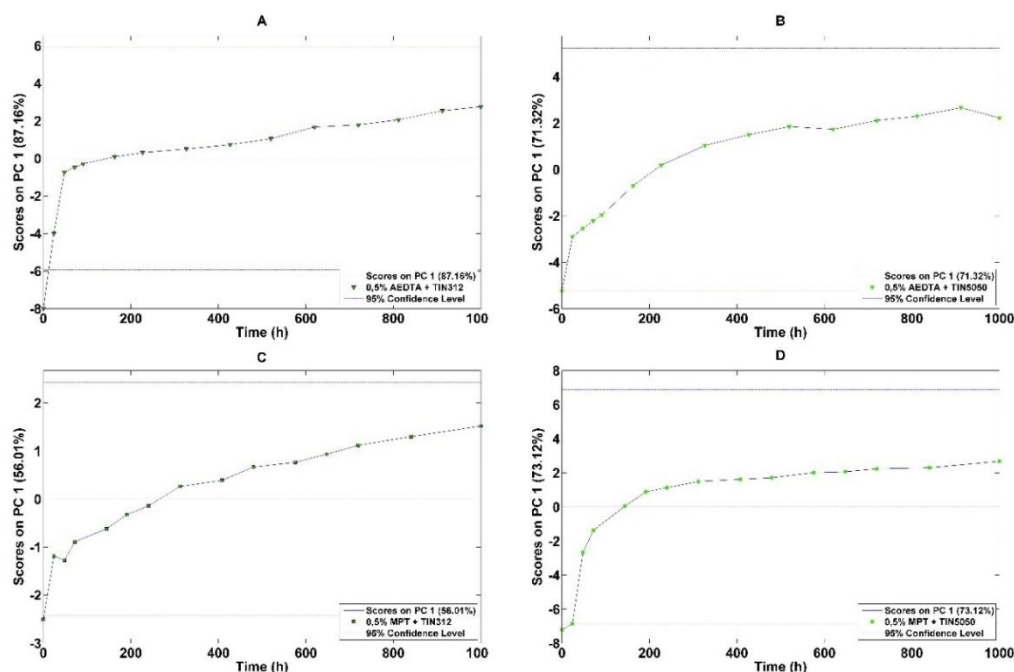 A
Scores on PC 1 (87.16%)
6
4
2
0
-2
-4
-6
-8
0
200
400
600
800
100
Time (h)
Scores on PC 1 (87.16%)
0,5% AEDTA + TIN312
95% Confidence Level
B
Scores on PC 1 (71.32%)
4
2
0
-2
-4
0
200
400
600
800
1000
Time (h)
Scores on PC 1 (71.32%)
0,5% AEDTA + TIN5050
95% Confidence Level
C
Scores on PC 1 (56.01%)
2
1
0
-1
-2
-3
0
200
400
600
800
100
Time (h)
Scores on PC 1 (56.01%)
0,5% MPT + TIN312
95% Confidence Level
D
Scores on PC 1 (73.12%)
8
6
4
2
0
-2
-4
-6
-8
0
200
400
600
800
1000
Time (h)
Scores on PC 1 (73.12%)
0,5% MPT + TIN5050
95% Confidence Level